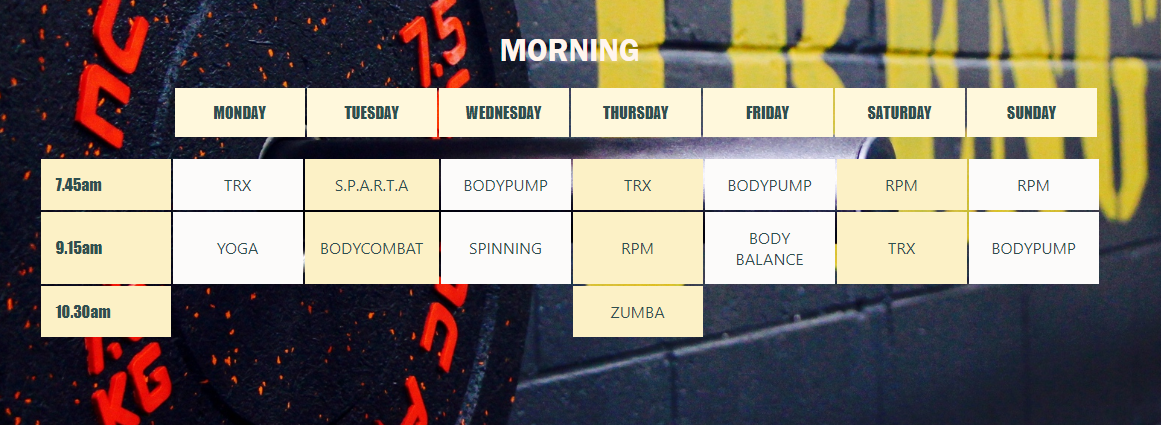 7.5
MORNING
MONDAY TUESDAY WEDNESDAY THURSDAY FRIDAY SATURDAY SUNDAY
7.45am TRX S.P.A.R.T.A BODYPUMP TRX BODYPUMP RPM RPM
9.15am YOGA BODYCOMBAT SPINNING RPM BODY BALANCE TRX BODYPUMP
10.30am ZUMBA
KG